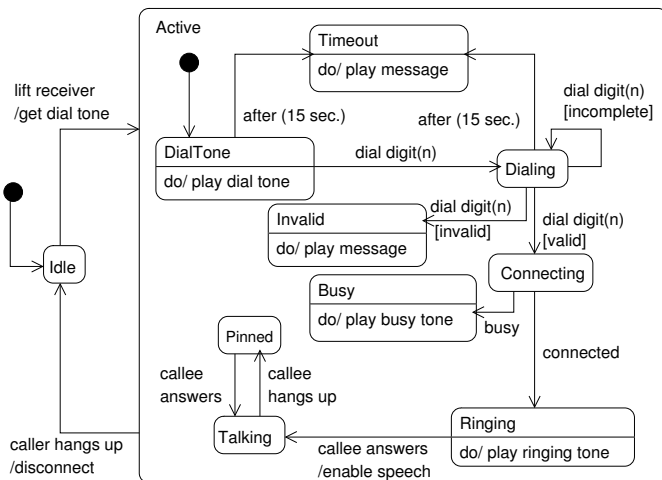 Active
Timeout
do/ play message
lift receiver
/get dial tone
dial digit(n)
[incomplete]
after (15 sec.)
after (15 sec.)
DialTone
do/ play dial tone
dial digit(n)
Dialing
Invalid
do/ play message
dial digit(n)
[invalid]
dial digit(n)
[valid]
Idle
Connecting
Busy
do/ play busy tone
busy
Pinned
connected
callee
answers
callee
hangs up
Talking
Ringing
do/ play ringing tone
caller hangs up
/disconnect
callee answers
/enable speech